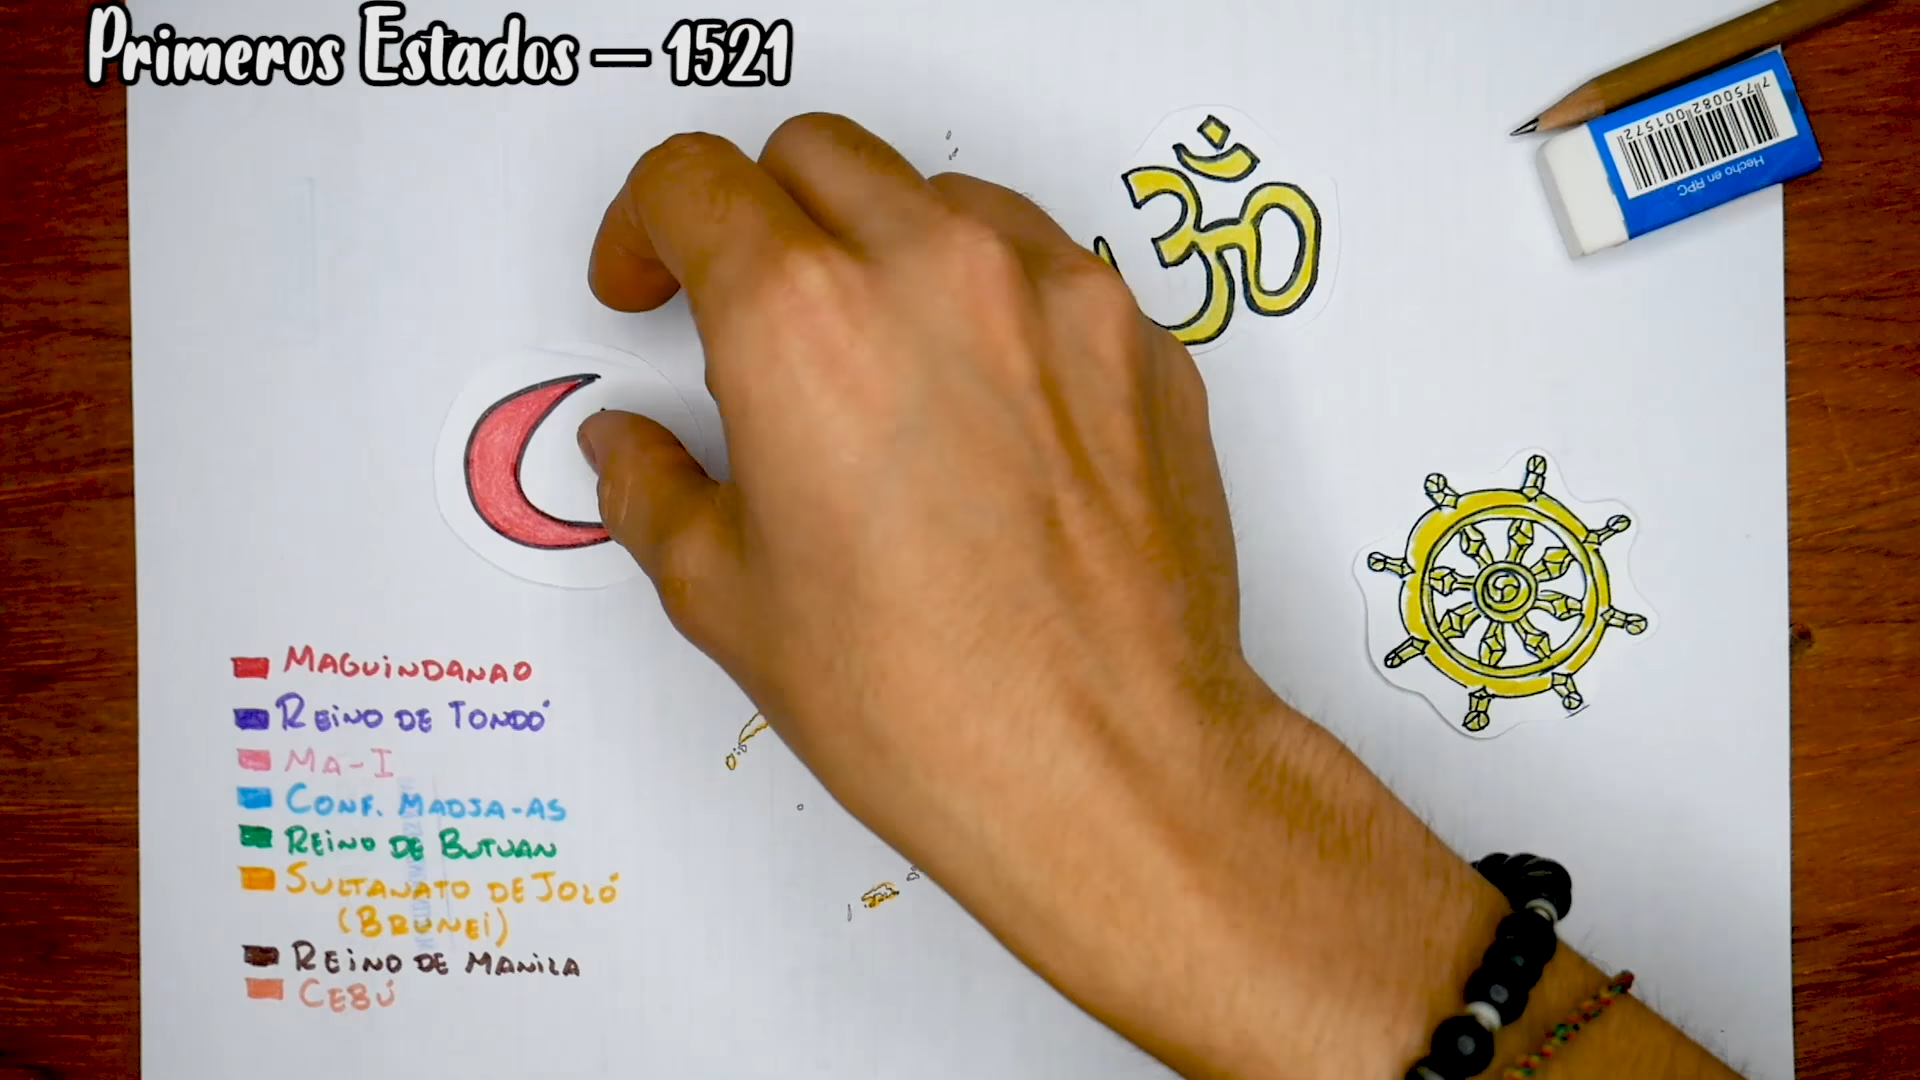 Primeros Estados – 1521
7750082001572
Hecho en RPC
MAGUINDANAO
REINO DE TONDÓ
MA-I
CONF. MADJA-AS
REINO DE BUTUAN
SULTANATO DE JOLÓ
(BRUNEI)
REINO DE MANILA
CEBÚ